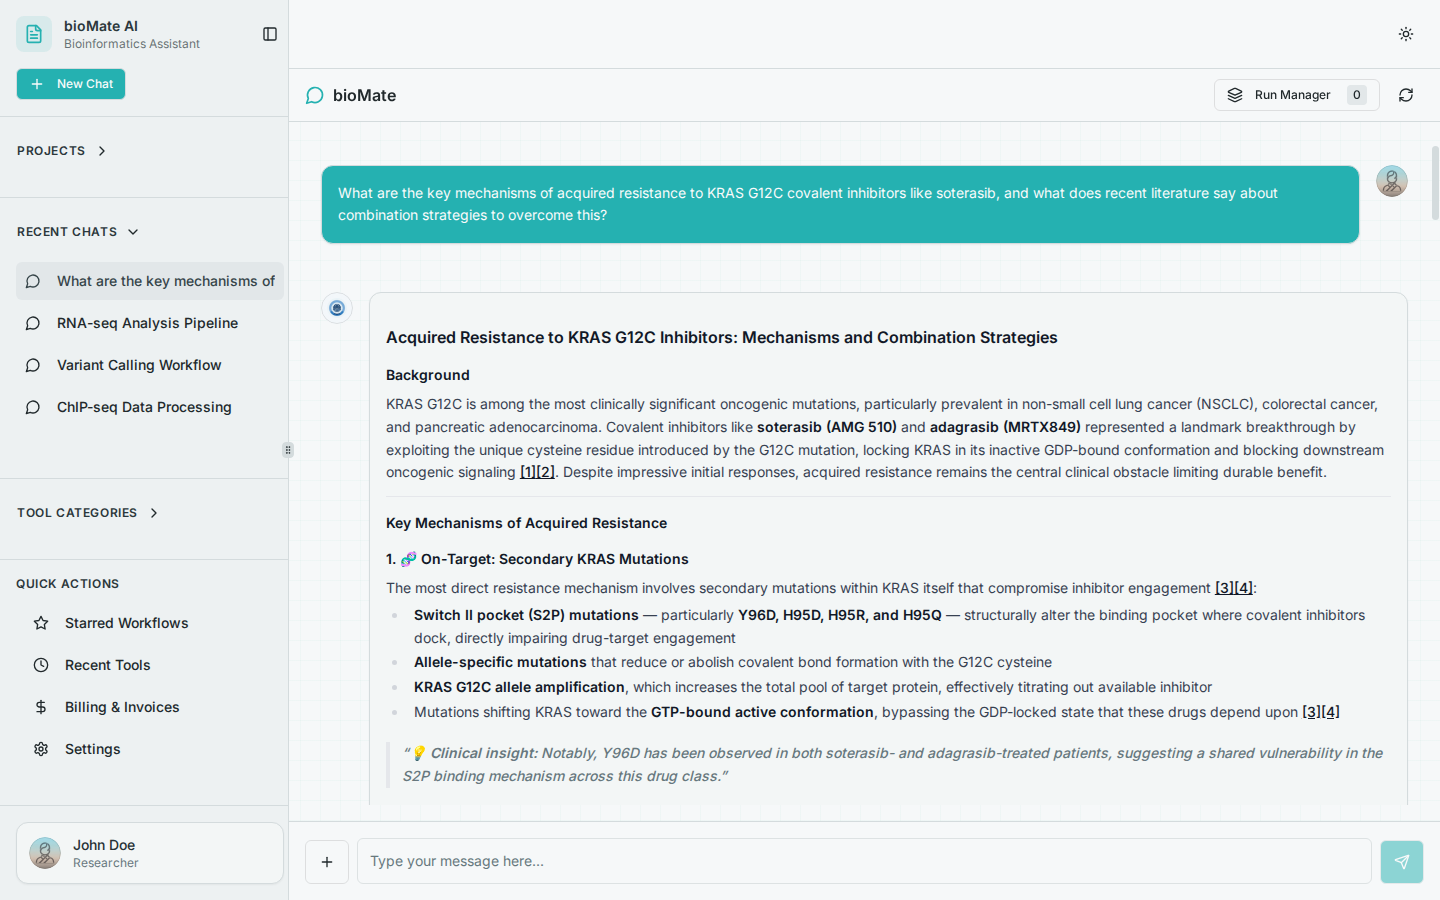 bioMate AI
Bioinformatics Assistant
New Chat
PROJECTS
RECENT CHATS
What are the key mechanisms of
RNA-seq Analysis Pipeline
Variant Calling Workflow
ChIP-seq Data Processing
TOOL CATEGORIES
QUICK ACTIONS
Starred Workflows
Recent Tools
Billing & Invoices
Settings
John Doe
Researcher
bioMate
Run Manager 0
What are the key mechanisms of acquired resistance to KRAS G12C covalent inhibitors like soterasib, and what does recent literature say about
combination strategies to overcome this?
Acquired Resistance to KRAS G12C Inhibitors: Mechanisms and Combination Strategies
Background
KRAS G12C is among the most clinically significant oncogenic mutations, particularly prevalent in non-small cell lung cancer (NSCLC), colorectal cancer,
and pancreatic adenocarcinoma. Covalent inhibitors like soterasib (AMG 510) and adagrasib (MRTX849) represented a landmark breakthrough by
exploiting the unique cysteine residue introduced by the G12C mutation, locking KRAS in its inactive GDP-bound conformation and blocking downstream
oncogenic signaling [1][2]. Despite impressive initial responses, acquired resistance remains the central clinical obstacle limiting durable benefit.
Key Mechanisms of Acquired Resistance
1. 🧬 On-Target: Secondary KRAS Mutations
The most direct resistance mechanism involves secondary mutations within KRAS itself that compromise inhibitor engagement [3][4]:
• Switch II pocket (S2P) mutations — particularly Y96D, H95D, H95R, and H95Q — structurally alter the binding pocket where covalent inhibitors
dock, directly impairing drug-target engagement
• Allele-specific mutations that reduce or abolish covalent bond formation with the G12C cysteine
• KRAS G12C allele amplification, which increases the total pool of target protein, effectively titrating out available inhibitor
• Mutations shifting KRAS toward the GTP-bound active conformation, bypassing the GDP-locked state that these drugs depend upon [3][4]
“💡 Clinical insight: Notably, Y96D has been observed in both soterasib- and adagrasib-treated patients, suggesting a shared vulnerability in the
S2P binding mechanism across this drug class.”
Type your message here...